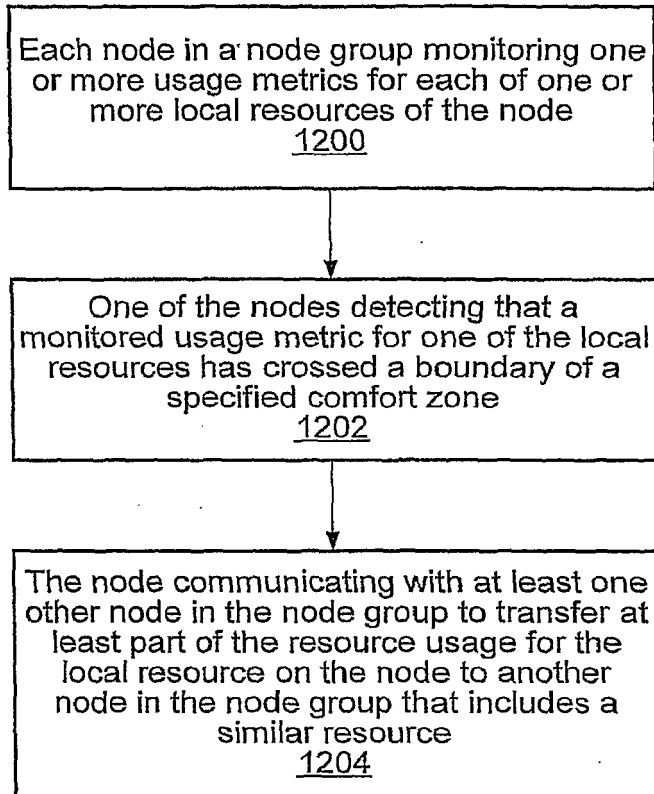 Each node in a node group monitoring one
or more usage metrics for each of one or
more local resources of the node
1200
One of the nodes detecting that a
monitored usage metric for one of the local
resources has crossed a boundary of a
specified comfort zone
1202
The node communicating with at least one
other node in the node group to transfer at
least part of the resource usage for the
local resource on the node to another
node in the node group that includes a
similar resource
1204